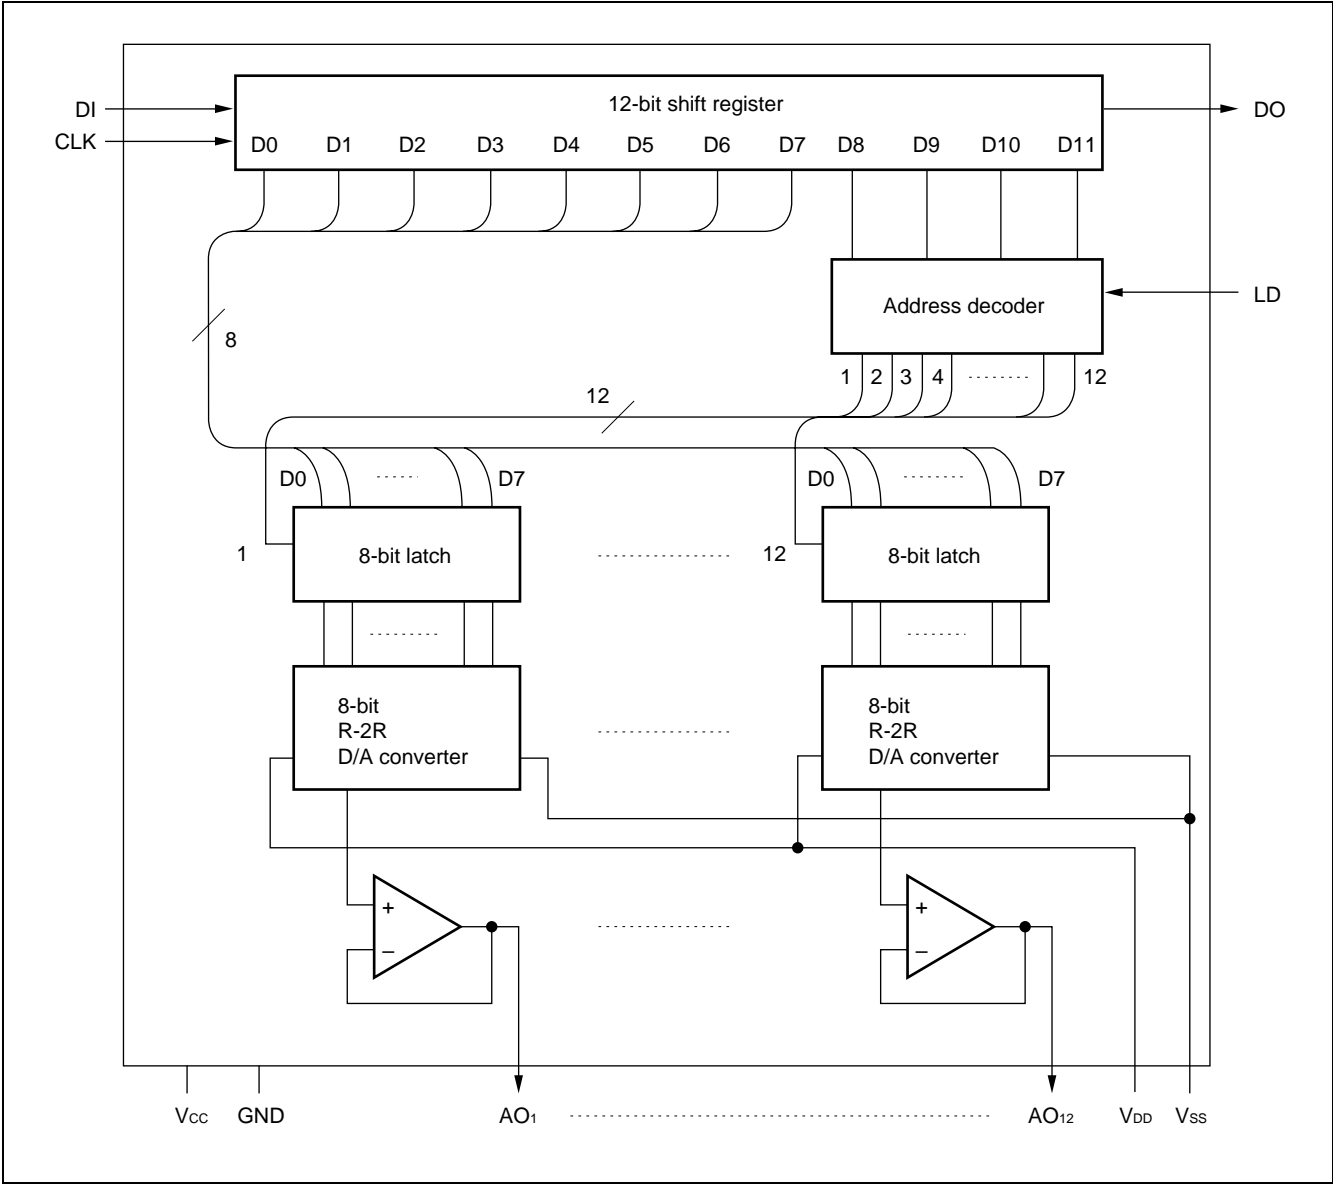 12-bit shift register
DI
DO
CLK
D0 D1 D2 D3 D4 D5 D6 D7 D8 D9 D10 D11
LD
Address decoder
8
1 2 3 4 12
12
D0 D7 D0 D7
1 8-bit latch 12 8-bit latch
8-bit
R-2R
D/A converter
8-bit
R-2R
D/A converter
+ +
– –
VCC GND AO1 AO12 VDD VSS